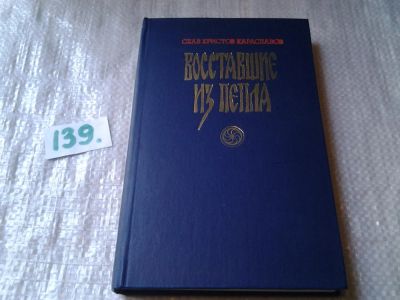 СЛАВ ХРИСТОВ КАРАСЛАВОВ
ВОССТАВШИЕ
ИЗ ПЕПЛА
139.